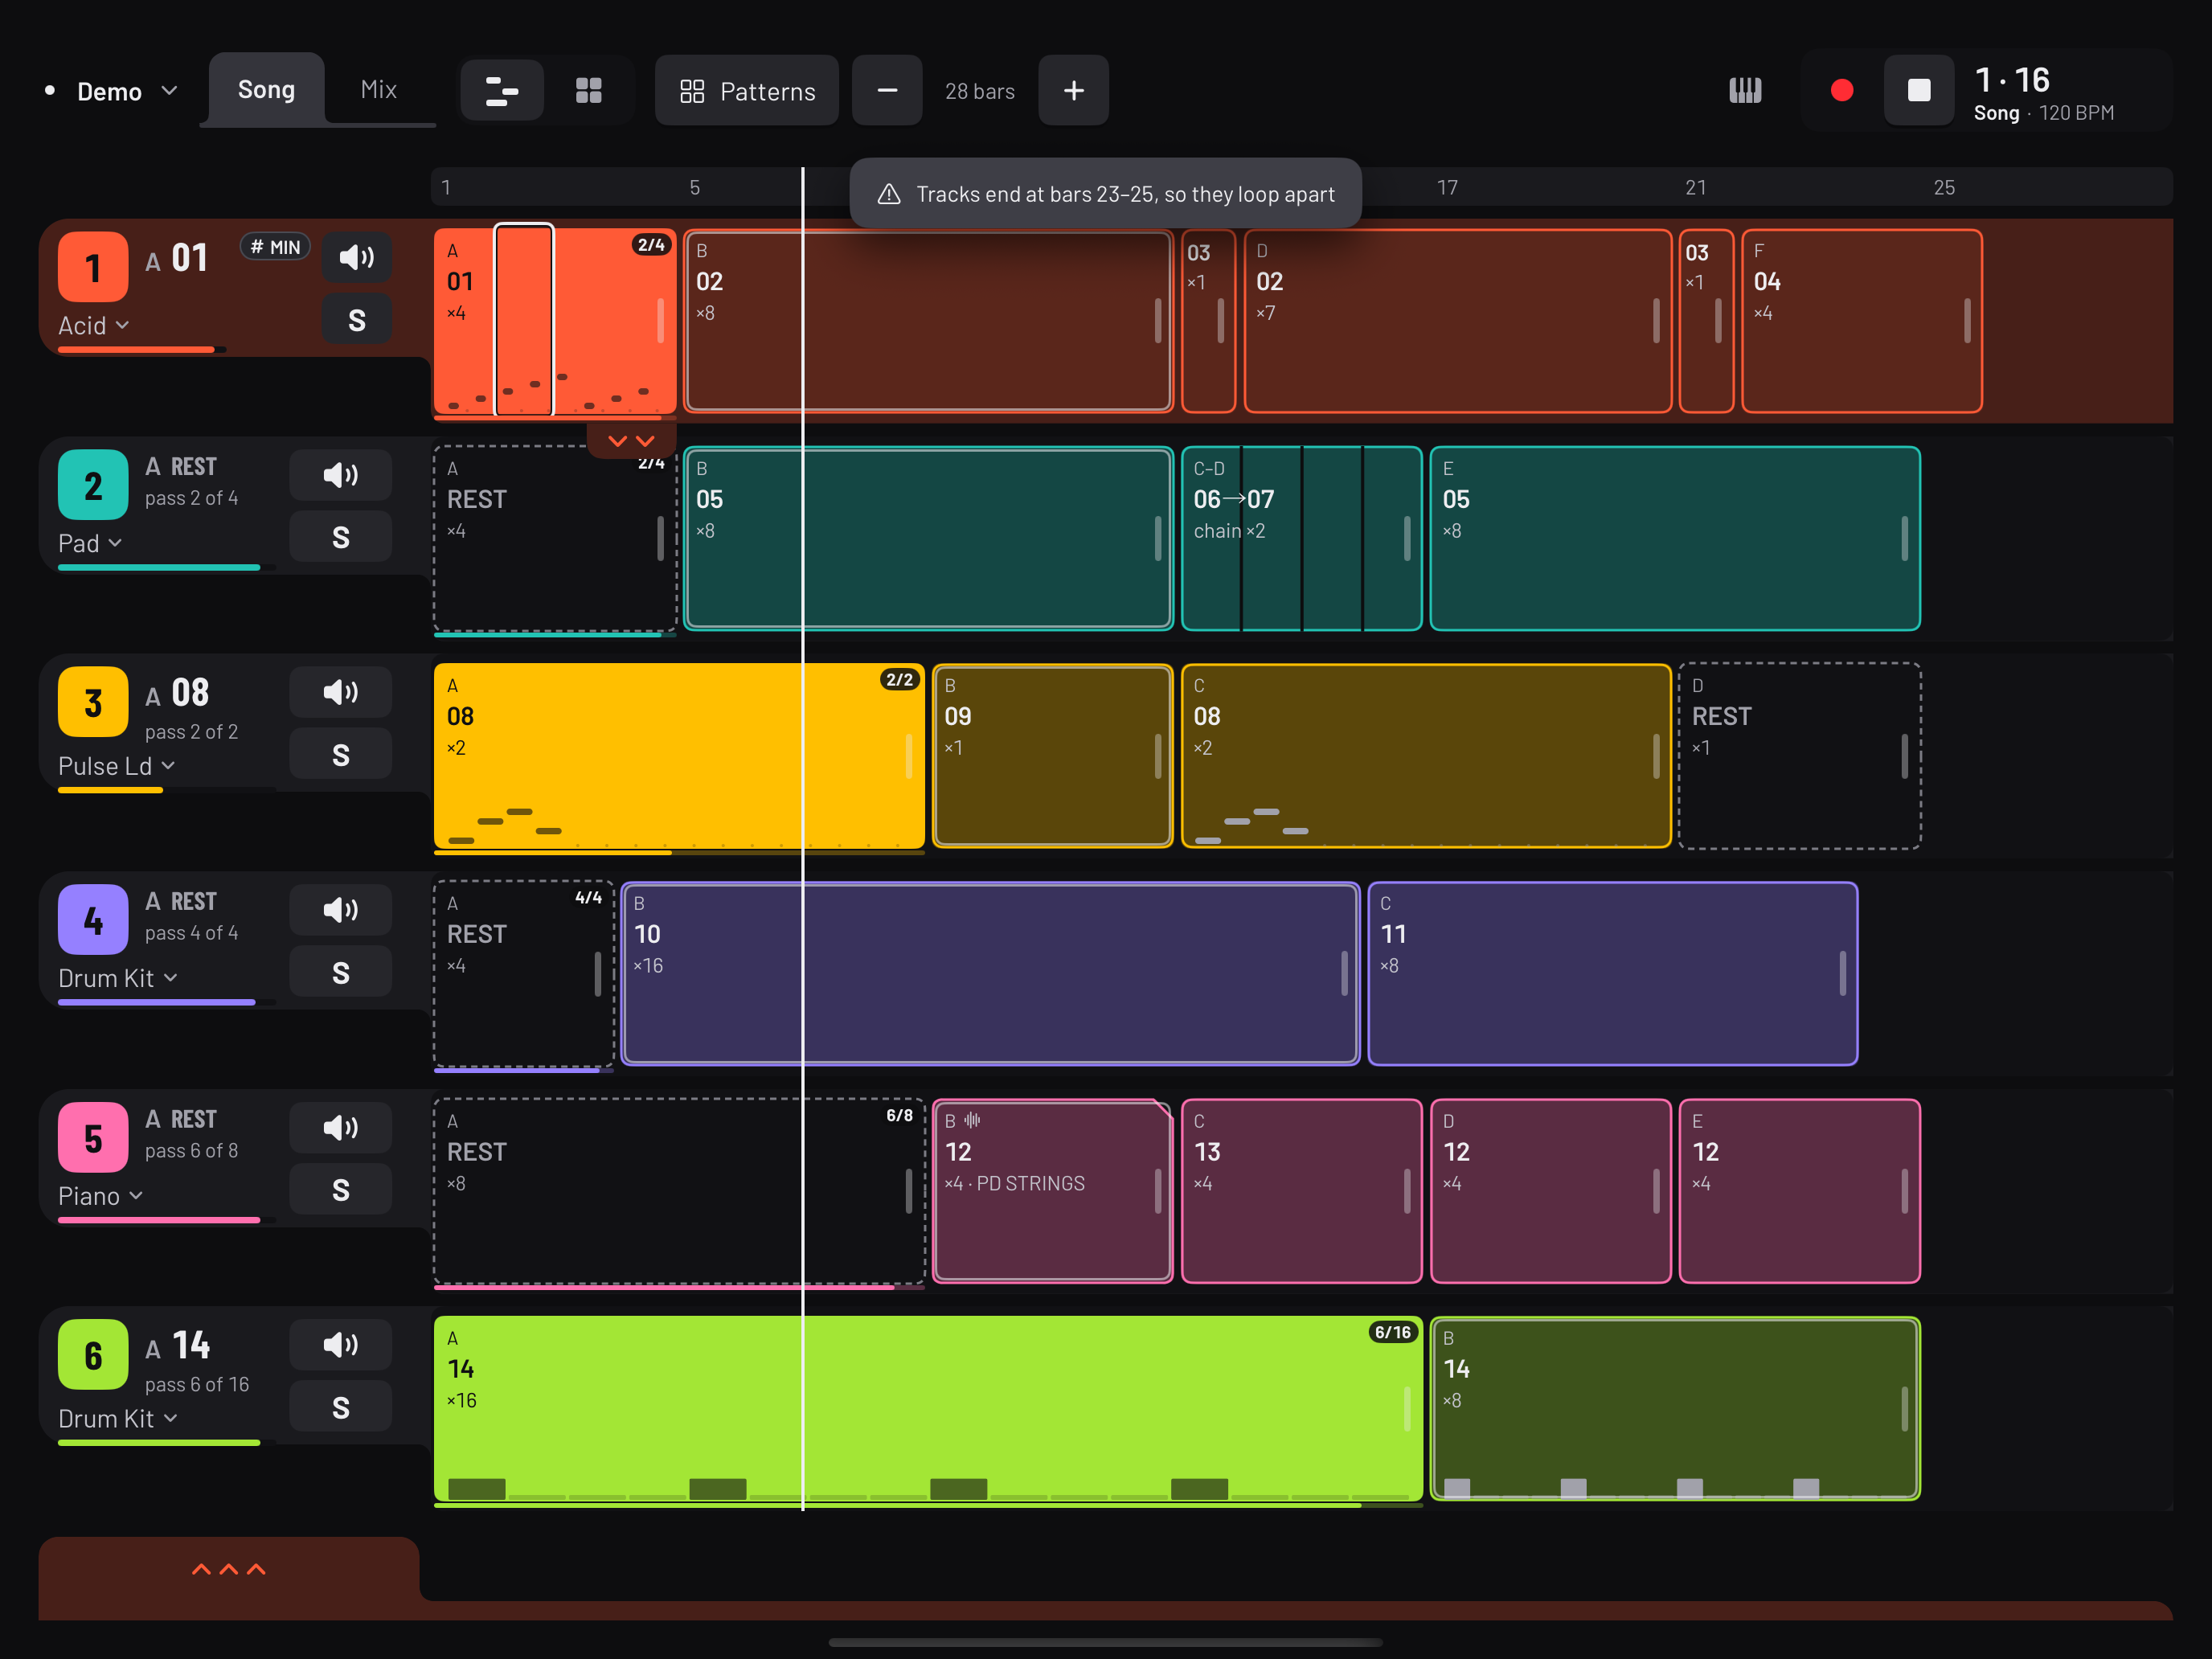 Demo
Song
Mix
Patterns
28 bars
1 · 16
Song · 120 BPM
1
5
17
21
25
Tracks end at bars 23–25, so they loop apart
1
A 01
# MIN
Acid
S
A
01
×4
2/4
B
02
×8
03
×1
D
02
×7
03
×1
F
04
×4
2
A REST
pass 2 of 4
Pad
S
A
REST
×4
2/4
B
05
×8
C–D
06→07
chain ×2
E
05
×8
3
A 08
pass 2 of 2
Pulse Ld
S
A
08
×2
2/2
B
09
×1
C
08
×2
D
REST
×1
4
A REST
pass 4 of 4
Drum Kit
S
A
REST
×4
4/4
B
10
×16
C
11
×8
5
A REST
pass 6 of 8
Piano
S
A
REST
×8
6/8
B
12
×4 · PD STRINGS
C
13
×4
D
12
×4
E
12
×4
6
A 14
pass 6 of 16
Drum Kit
S
A
14
×16
6/16
B
14
×8